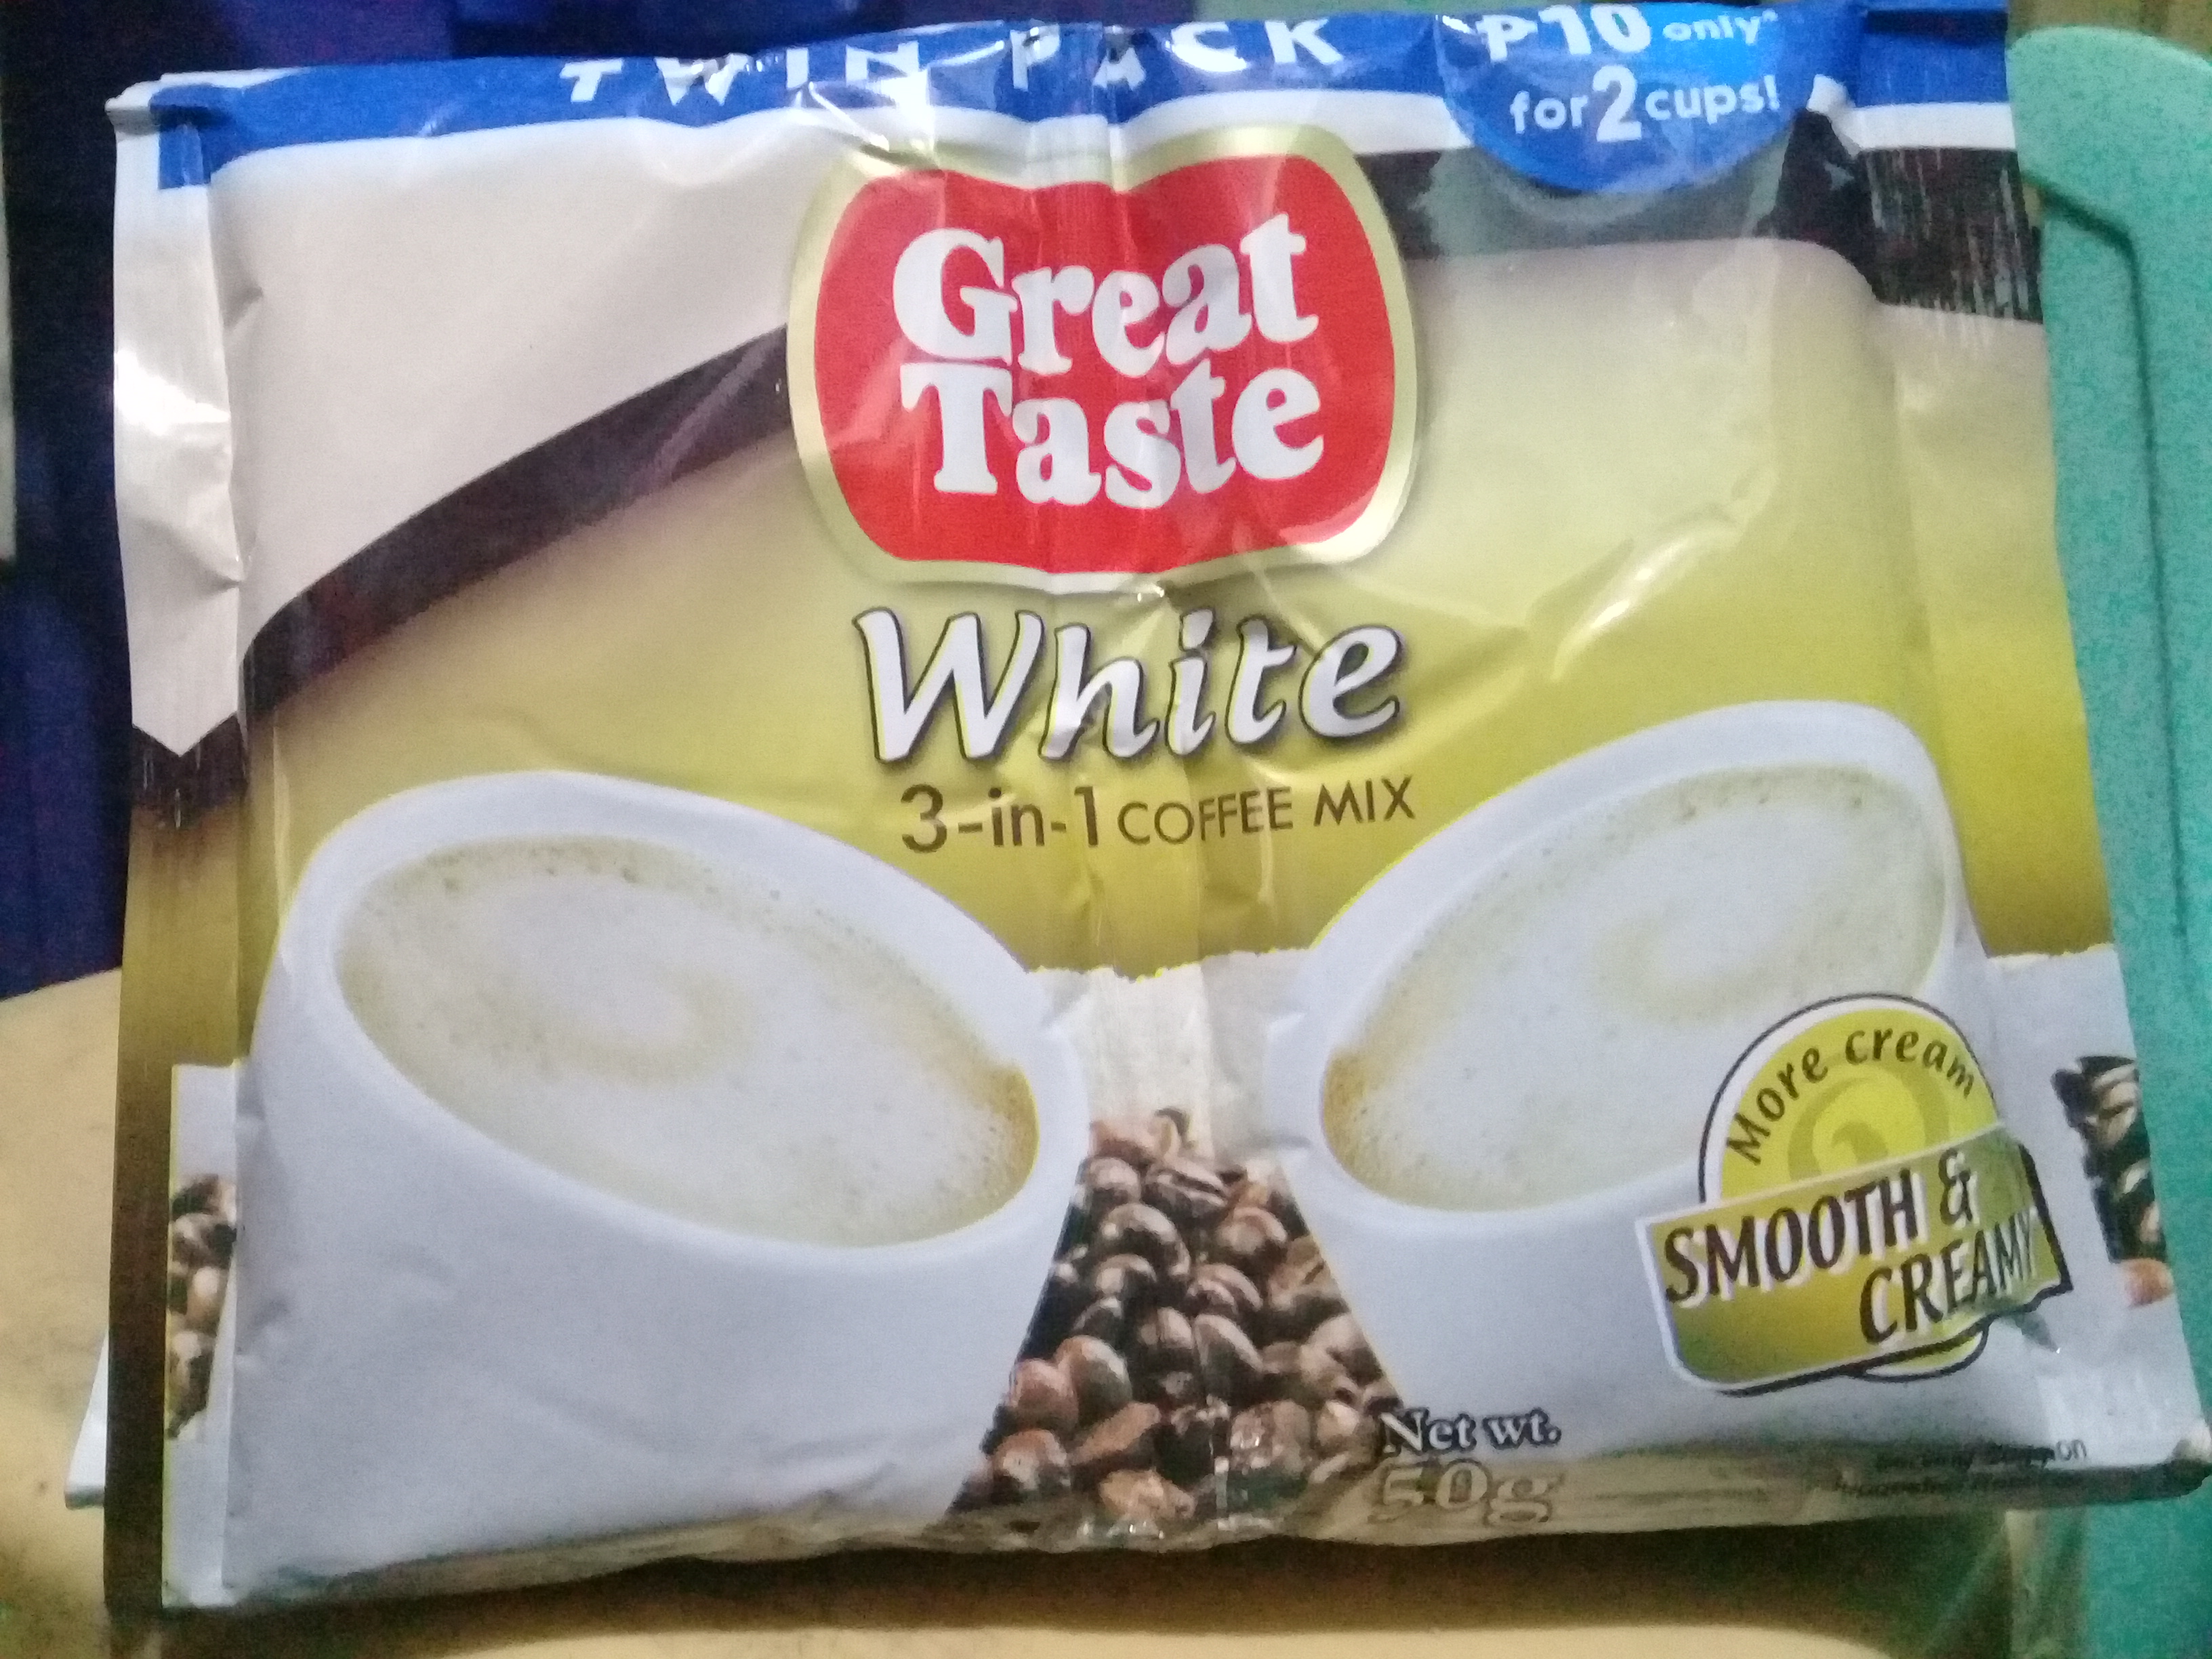 TWIN PACK
₱10 only*
for 2 cups!
Great
Taste
White
3-in-1 COFFEE MIX
More cream
SMOOTH &
CREAMY
Net wt.
50g